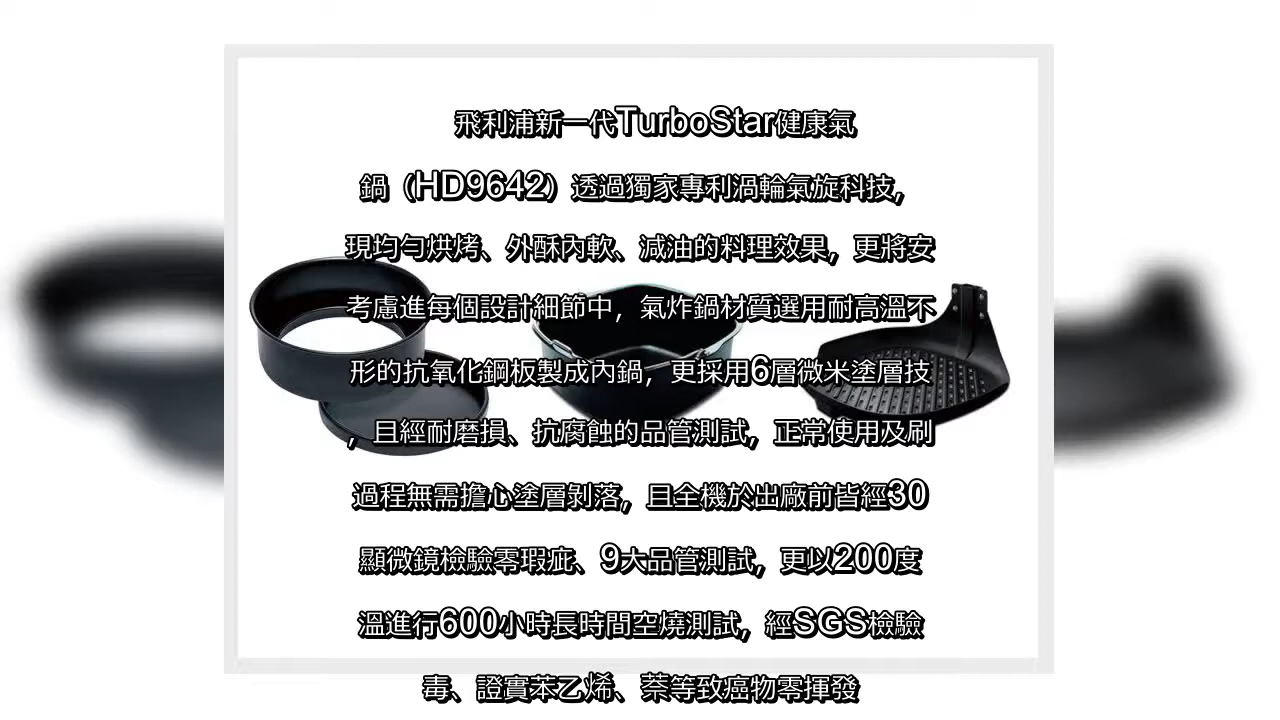 飛利浦新一代TurboStar健康氣
鍋（HD9642）透過獨家專利渦輪氣旋科技，
現均勻烘烤、外酥內軟、減油的料理效果，更將安
考慮進每個設計細節中，氣炸鍋材質選用耐高溫不
形的抗氧化鋼板製成內鍋，更採用6層微米塗層技
，且經耐磨損、抗腐蝕的品管測試，正常使用及刷
過程無需擔心塗層剝落，且全機於出廠前皆經30
顯微鏡檢驗零瑕疵、9大品管測試，更以200度
溫進行600小時長時間空燒測試，經SGS檢驗
毒、證實苯乙烯、萘等致癌物零揮發